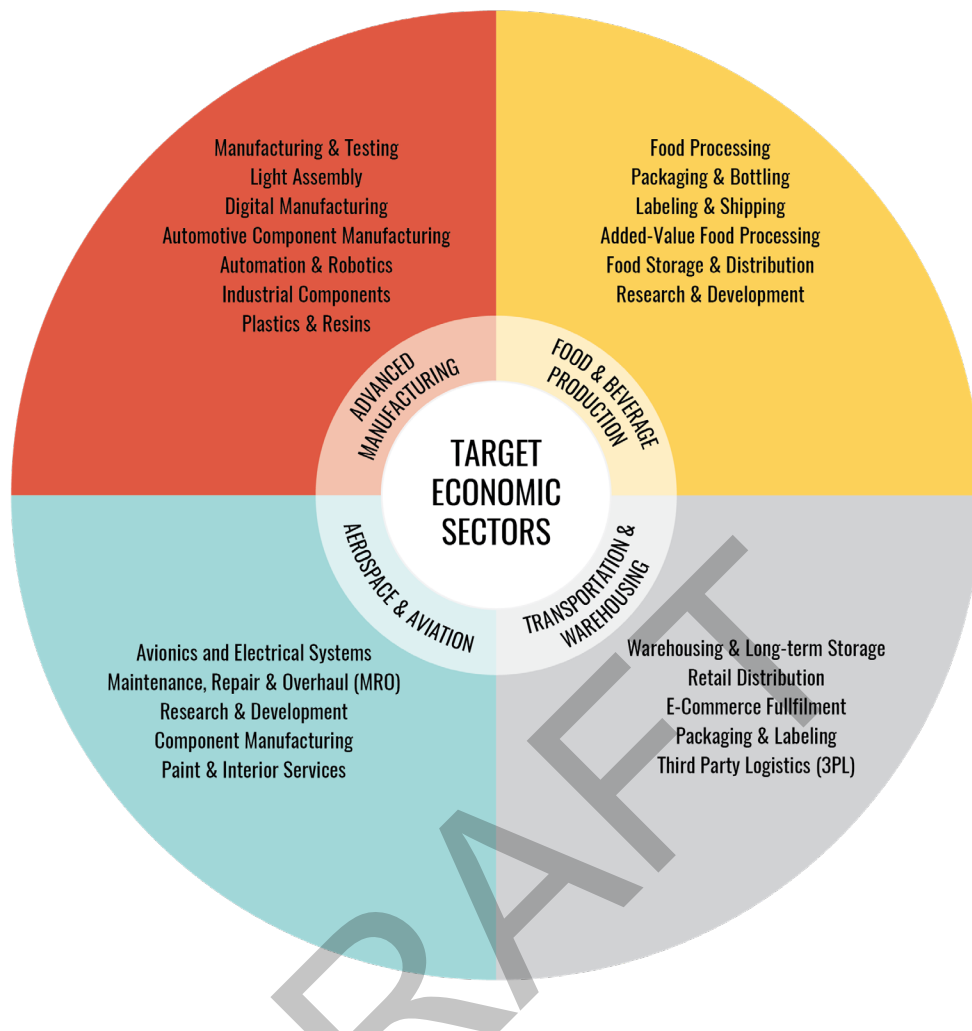 Manufacturing & Testing
Light Assembly
Digital Manufacturing
Automotive Component Manufacturing
Automation & Robotics
Industrial Components
Plastics & Resins
Food Processing
Packaging & Bottling
Labeling & Shipping
Added-Value Food Processing
Food Storage & Distribution
Research & Development
ADVANCED
MANUFACTURING
FOOD & BEVERAGE
PRODUCTION
TARGET
ECONOMIC
SECTORS
AEROSPACE & AVIATION
TRANSPORTATION &
WAREHOUSING
Avionics and Electrical Systems
Maintenance, Repair & Overhaul (MRO)
Research & Development
Component Manufacturing
Paint & Interior Services
Warehousing & Long-term Storage
Retail Distribution
E-Commerce Fullfilment
Packaging & Labeling
Third Party Logistics (3PL)
RAFT